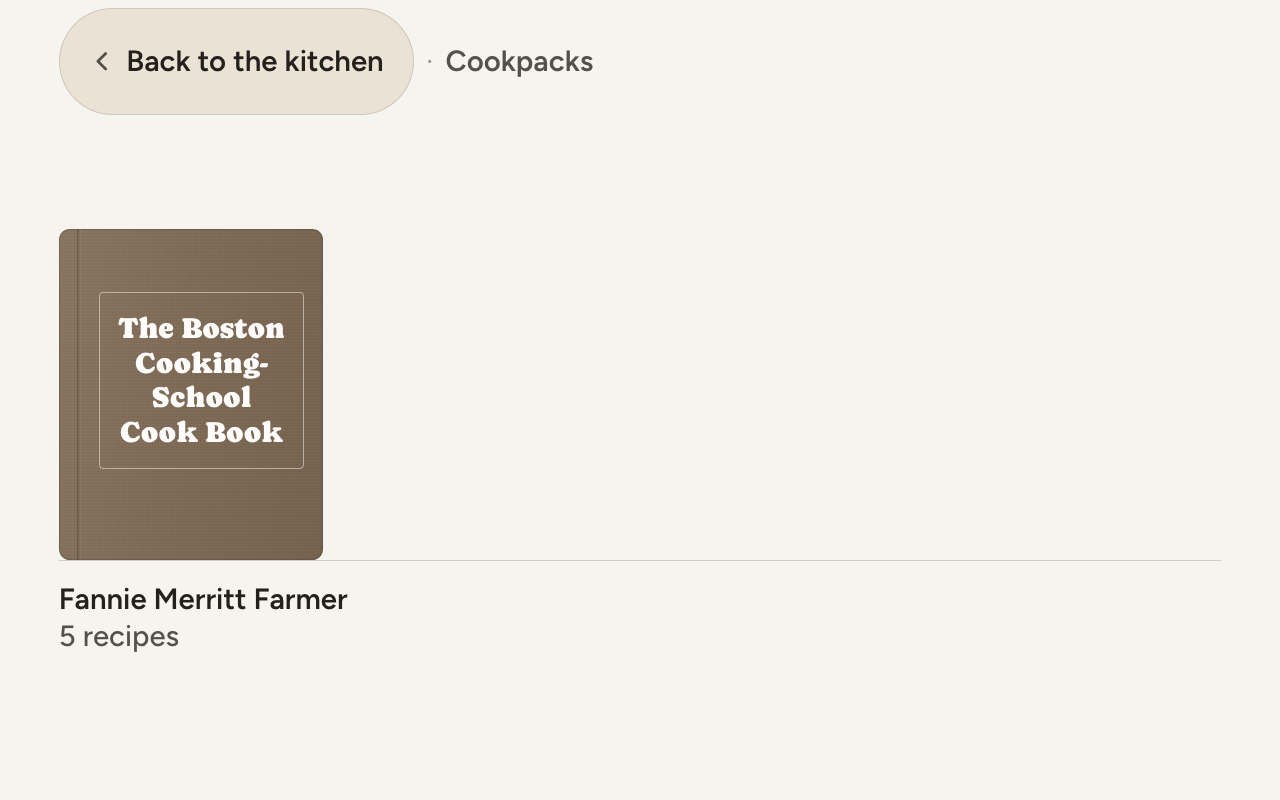 Back to the kitchen · Cookpacks
The Boston
Cooking-
School
Cook Book
Fannie Merritt Farmer
5 recipes